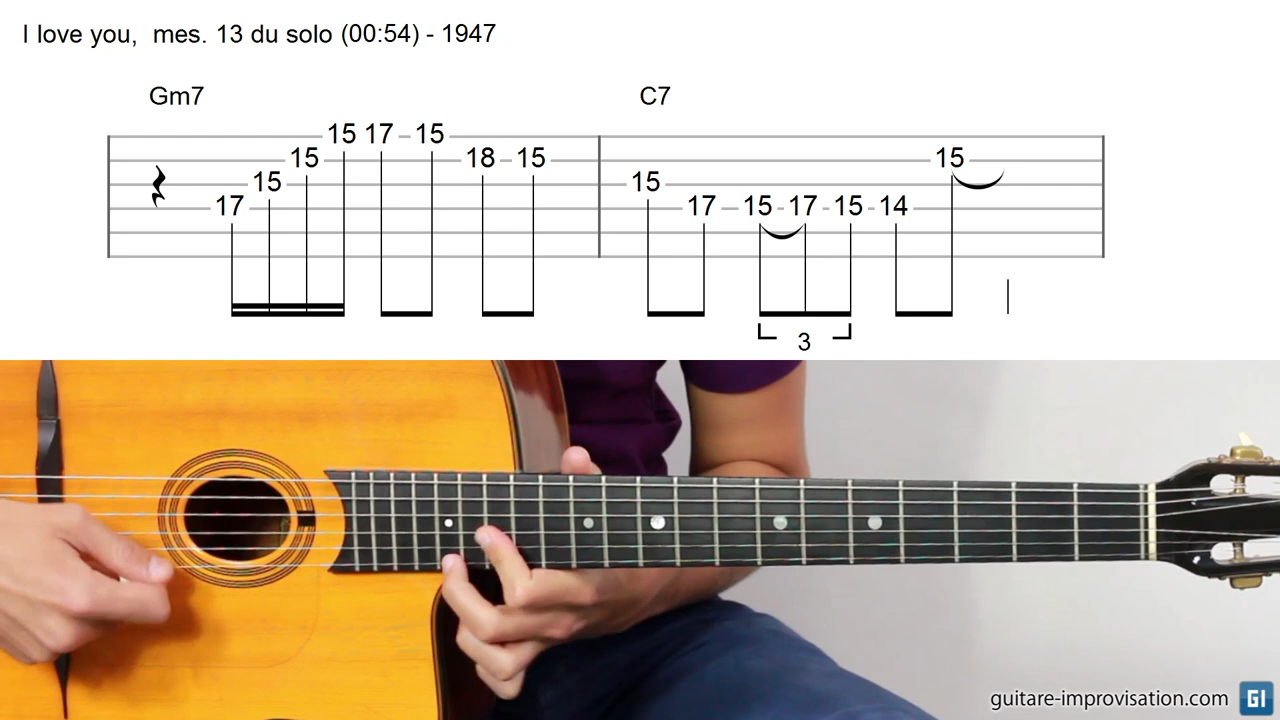 I love you,  mes. 13 du solo (00:54) - 1947
Gm7 C7
15 17 15
15 18 15 15
15 15
17 17 15 17 15 14
3
guitare-improvisation.com GI